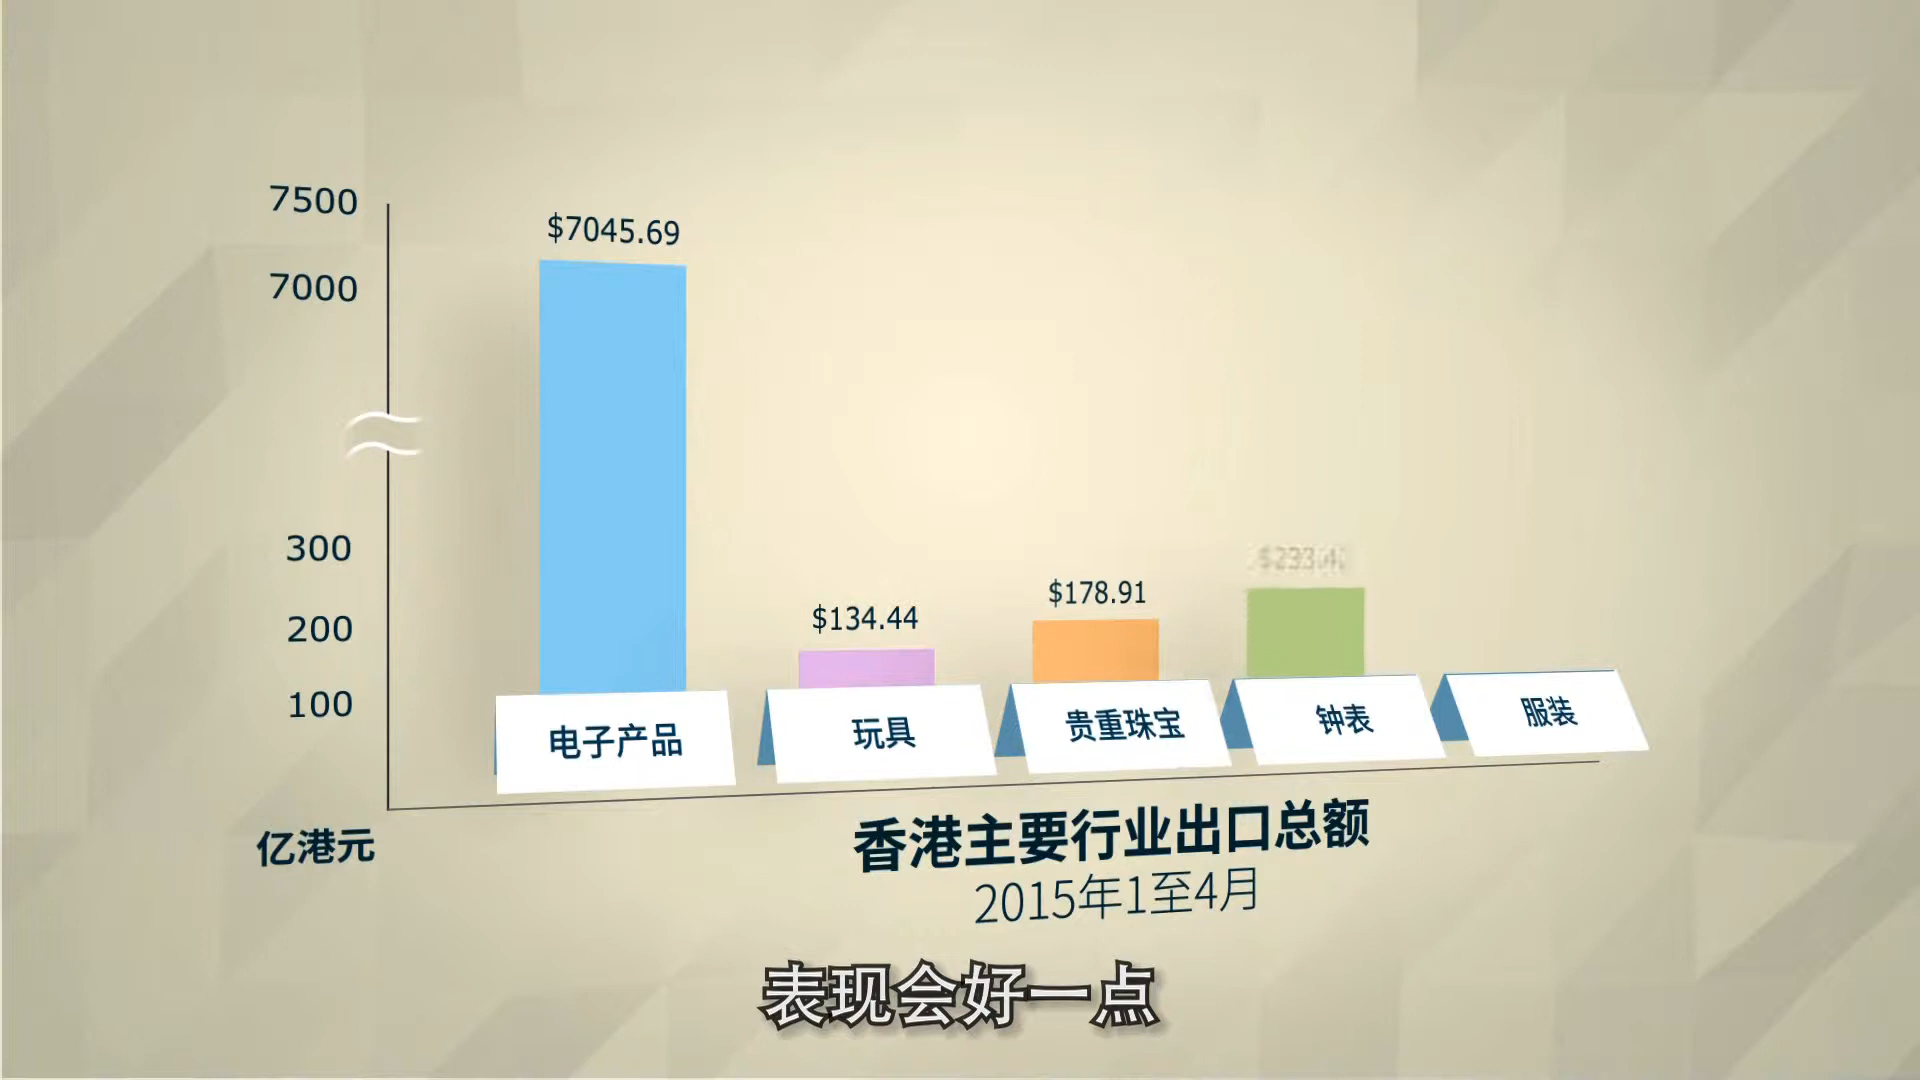 7500
7000
300
200
100
亿港元
$7045.69
$134.44
$178.91
电子产品
玩具
贵重珠宝
钟表
服装
香港主要行业出口总额
2015年1至4月
表现会好一点